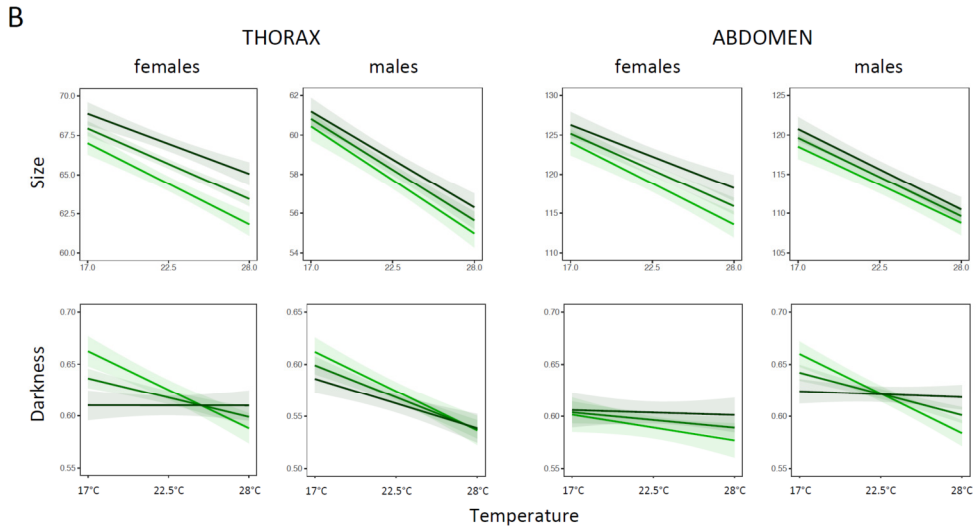 B
THORAX ABDOMEN
females males females males
Size
70.0 67.5 65.0 62.5 60.0
17.0 22.5 28.0
62 60 58 56 54
17.0 22.5 28.0
130 125 120 115 110
17.0 22.5 28.0
125 120 115 110 105
17.0 22.5 28.0
Darkness
0.70 0.65 0.60 0.55
17°C 22.5°C 28°C
0.65 0.60 0.55 0.50
17°C 22.5°C 28°C
0.70 0.65 0.60 0.55
17°C 22.5°C 28°C
0.70 0.65 0.60 0.55
17°C 22.5°C 28°C
Temperature